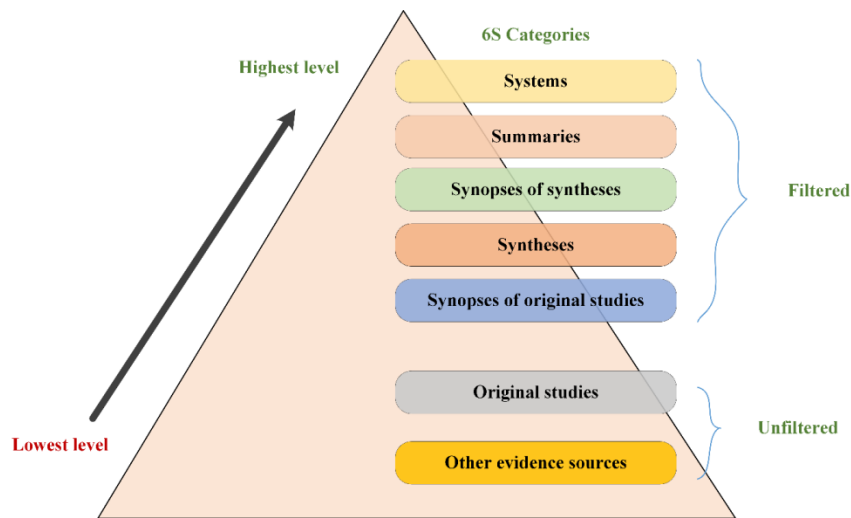 6S Categories
Highest level
Systems
Summaries
Synopses of syntheses
Filtered
Syntheses
Synopses of original studies
Original studies
Unfiltered
Lowest level
Other evidence sources